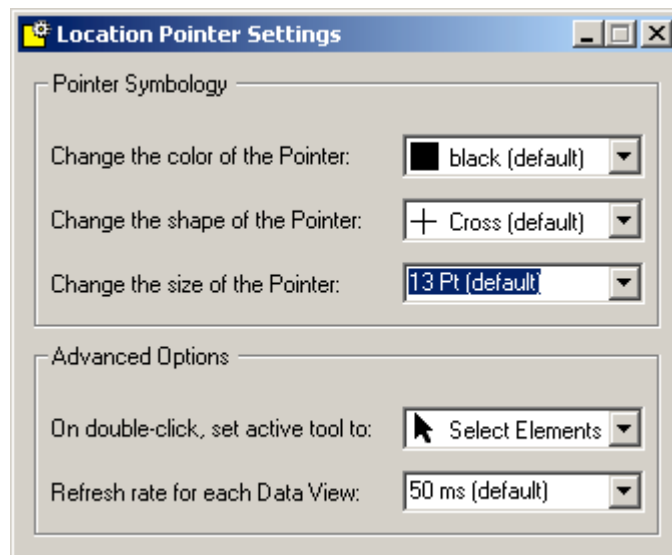 Location Pointer Settings
Pointer Symbology
Change the color of the Pointer: black (default)
Change the shape of the Pointer: Cross (default)
Change the size of the Pointer: 13 Pt (default)
Advanced Options
On double-click, set active tool to: Select Elements
Refresh rate for each Data View: 50 ms (default)